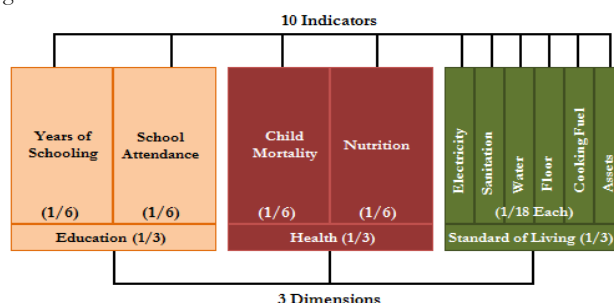 10 Indicators
Years of
Schooling
(1/6)
School
Attendance
(1/6)
Education (1/3)
Child
Mortality
(1/6)
Nutrition
(1/6)
Health (1/3)
Electricity
Sanitation
Water
Floor
Cooking Fuel
Assets
(1/18 Each)
Standard of Living (1/3)
3 Dimensions